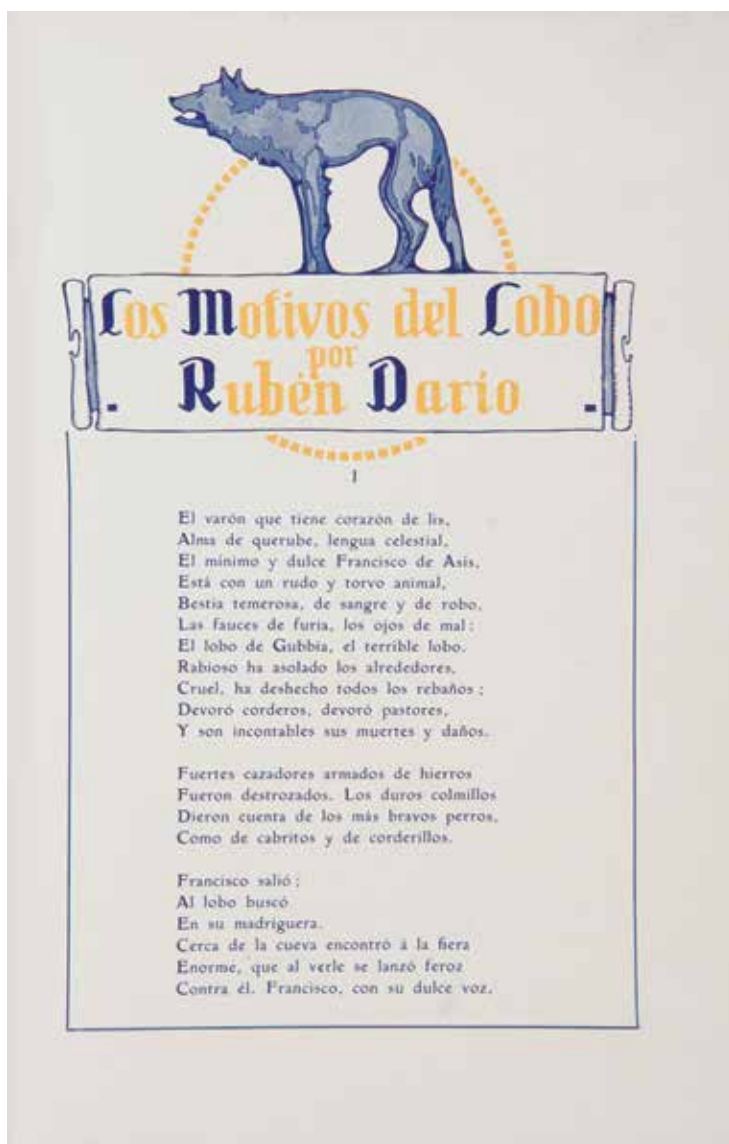 Los Motivos del Lobo
por
Rubén Darío
I
El varón que tiene corazón de lis,
Alma de querube, lengua celestial,
El mínimo y dulce Francisco de Asis,
Está con un rudo y torvo animal,
Bestia temerosa, de sangre y de robo,
Las fauces de furia, los ojos de mal:
El lobo de Gubbia, el terrible lobo.
Rabioso ha asolado los alrededores,
Cruel, ha deshecho todos los rebaños;
Devoró corderos, devoró pastores,
Y son incontables sus muertes y daños.
Fuertes cazadores armados de hierros
Fueron destrozados. Los duros colmillos
Dieron cuenta de los más bravos perros,
Como de cabritos y de corderillos.
Francisco salió;
Al lobo buscó
En su madriguera.
Cerca de la cueva encontró á la fiera
Enorme, que al verle se lanzó feroz
Contra él. Francisco, con su dulce voz,